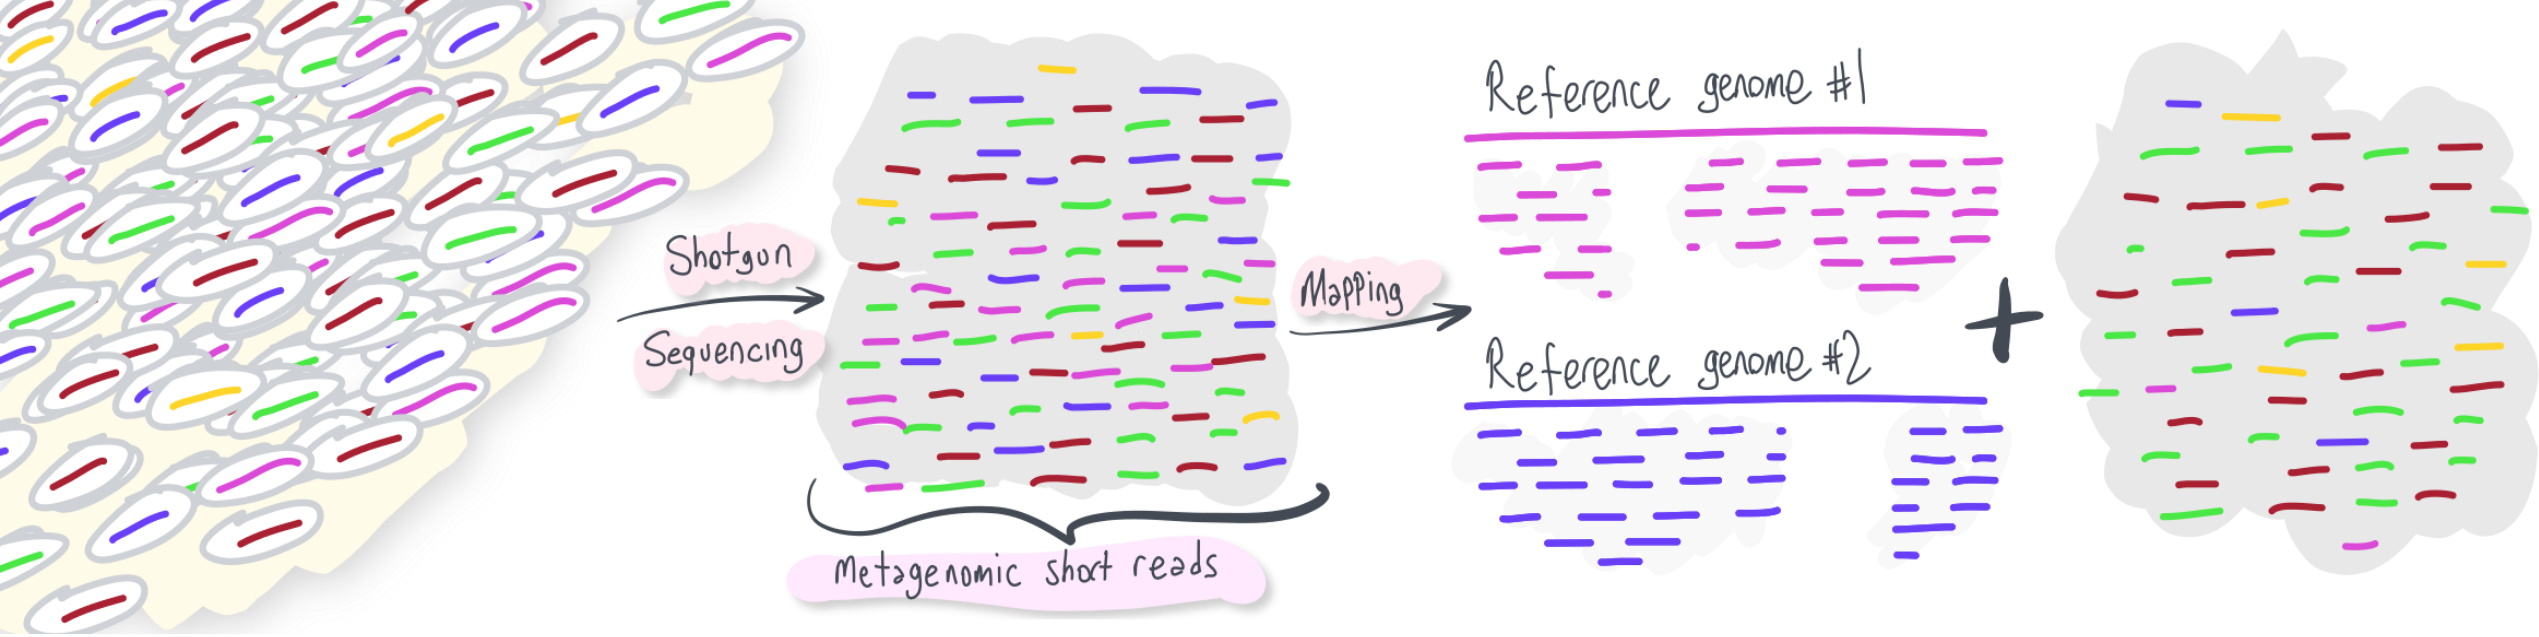 Shotgun
Sequencing
Metagenomic short reads
Mapping
Reference genome #1
Reference genome #2
+